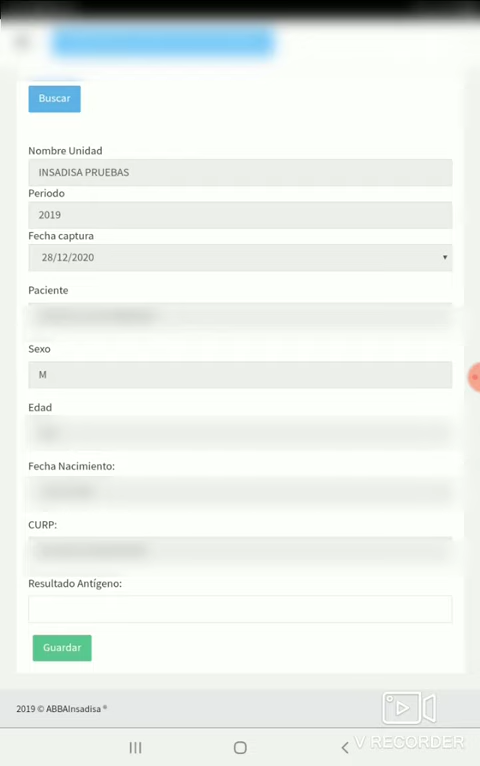 Buscar
Nombre Unidad
INSADISA PRUEBAS
Periodo
2019
Fecha captura
28/12/2020
Paciente
Sexo
M
Edad
Fecha Nacimiento:
CURP:
Resultado Antígeno:
Guardar
2019 © ABBAInsadisa ®
V RECORDER